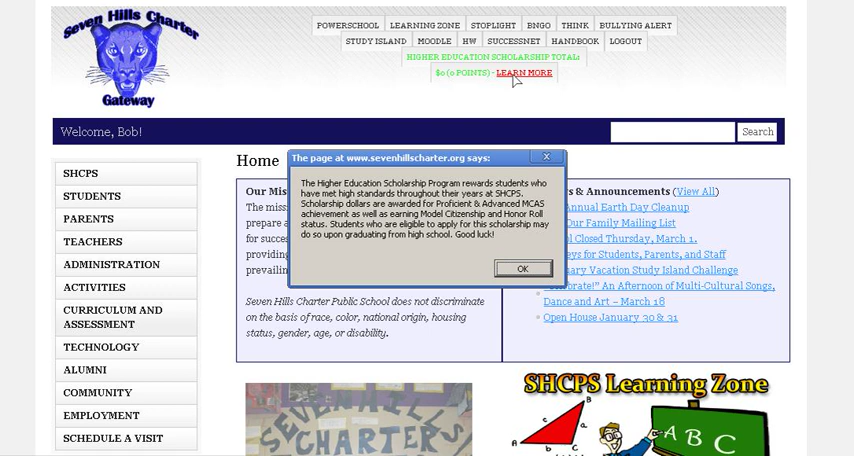 Seven Hills Charter
Gateway
POWERSCHOOL LEARNING ZONE STOPLIGHT BNGO THINK BULLYING ALERT
STUDY ISLAND MOODLE HW SUCCESSNET HANDBOOK LOGOUT
HIGHER EDUCATION SCHOLARSHIP TOTAL:
$0 (0 POINTS) - LEARN MORE
Welcome, Bob!
Search
SHCPS
STUDENTS
PARENTS
TEACHERS
ADMINISTRATION
ACTIVITIES
CURRICULUM AND
ASSESSMENT
TECHNOLOGY
ALUMNI
COMMUNITY
EMPLOYMENT
SCHEDULE A VISIT
Home
The page at www.sevenhillscharter.org says:
The Higher Education Scholarship Program rewards students who
have met high standards throughout their years at SHCPS.
Scholarship dollars are awarded for Proficient & Advanced MCAS
achievement as well as earning Model Citizenship and Honor Roll
status. Students who are eligible to apply for this scholarship may
do so upon graduating from high school. Good luck!
OK
Our Mis
The miss
prepare a
for succes
providing
prevailin
Seven Hills Charter Public School does not discriminate
on the basis of race, color, national origin, housing
status, gender, age, or disability.
& Announcements (View All)
Annual Earth Day Cleanup
Our Family Mailing List
Closed Thursday, March 1.
for Students, Parents, and Staff
Vacation Study Island Challenge
"Celebrate!" An Afternoon of Multi-Cultural Songs,
Dance and Art – March 18
Open House January 30 & 31
SEVEN HILLS
CHARTER
SHCPS Learning Zone
A
B
C
a
b
c
A B C